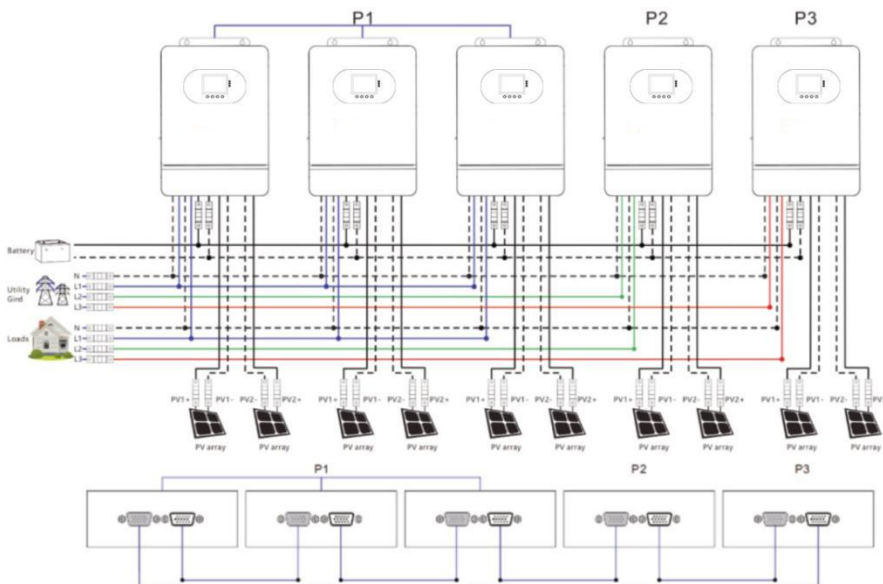 P1 P2 P3
Battery
Utility
Gird
N
L1
L2
L3
Loads
N
L1
L2
L3
PV1+ PV1- PV2- PV2+ PV1+ PV1- PV2- PV2+ PV1+ PV1- PV2- PV2+ PV1+ PV1- PV2- PV2+ PV1+ PV1- PV2-
PV array PV array PV array PV array PV array PV array PV array PV array PV array PV array
P1 P2 P3